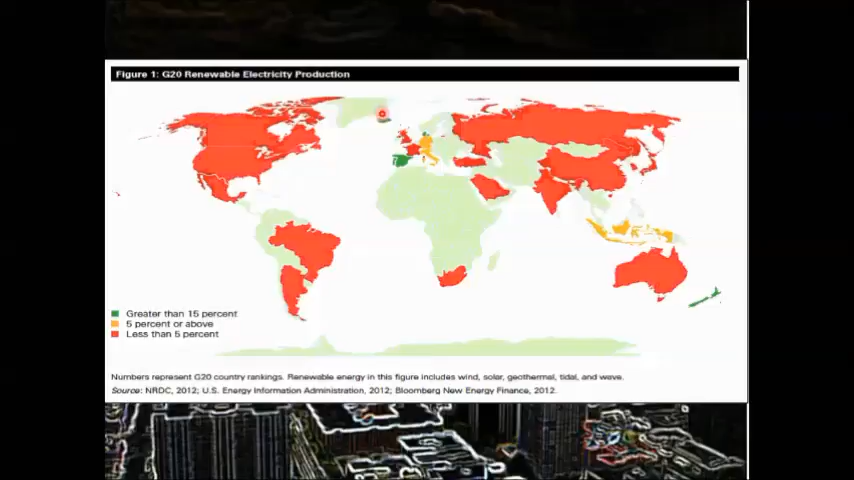 Figure 1: G20 Renewable Electricity Production
Greater than 15 percent
5 percent or above
Less than 5 percent
Numbers represent G20 country rankings. Renewable energy in this figure includes wind, solar, geothermal, tidal, and wave.
Source: NRDC, 2012; U.S. Energy Information Administration, 2012; Bloomberg New Energy Finance, 2012.